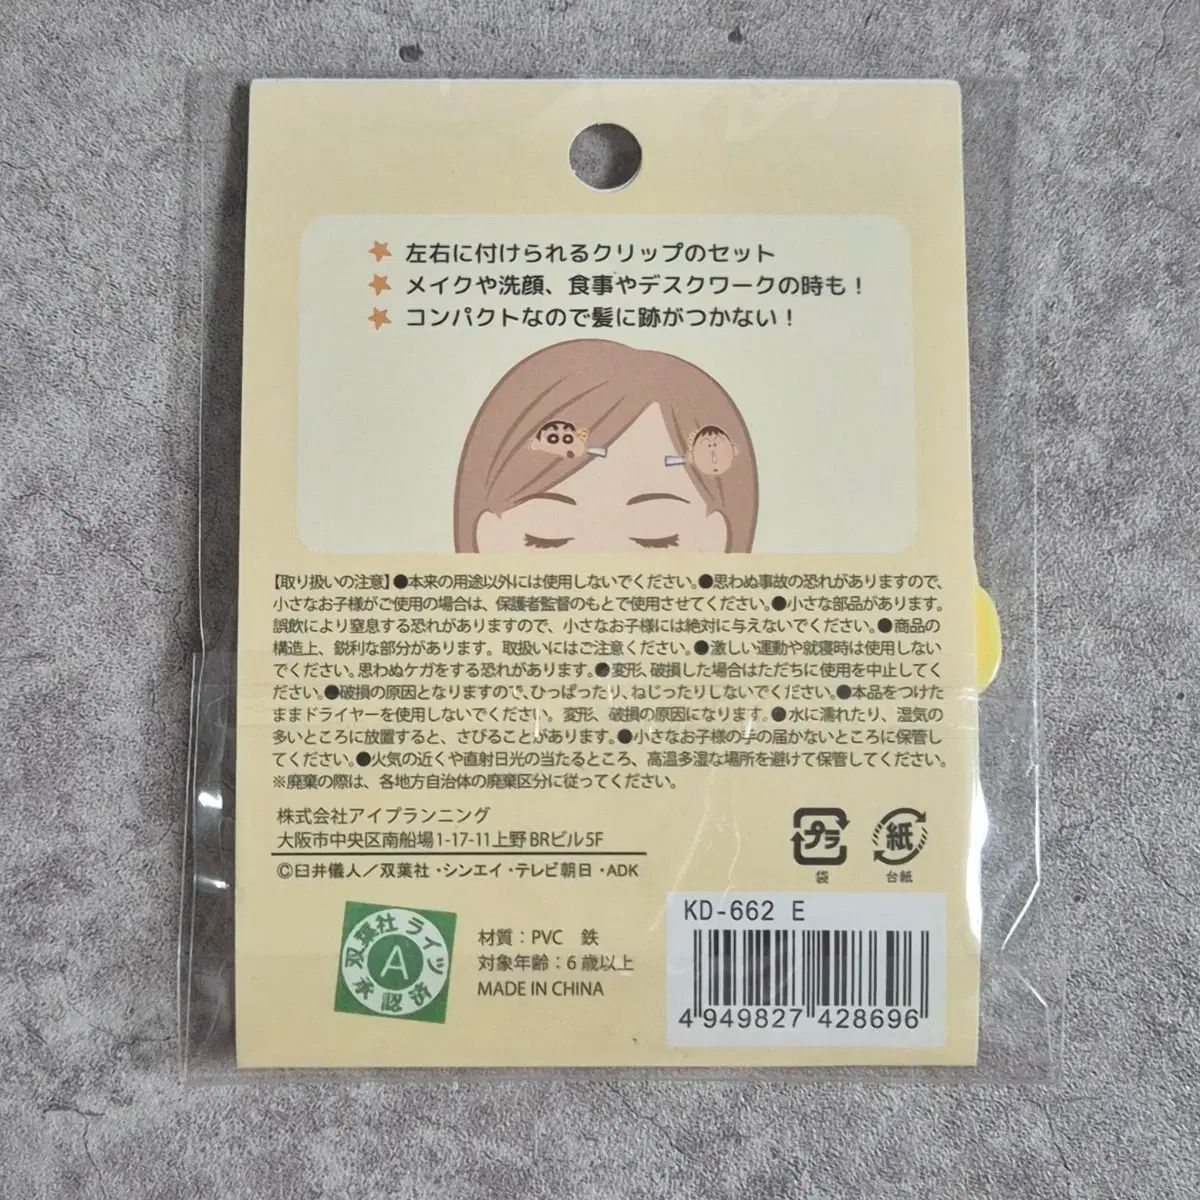 左右に付けられるクリップのセット
メイクや洗顔、食事やデスクワークの時も！
コンパクトなので髪に跡がつかない！
【取り扱いの注意】●本来の用途以外には使用しないでください。●思わぬ事故の恐れがありますので、
小さなお子様がご使用の場合は、保護者監督のもとで使用させてください。●小さな部品があります。
誤飲により窒息する恐れがありますので、小さなお子様には絶対に与えないでください。●商品の
構造上、鋭利な部分があります。取扱いにはご注意ください。●激しい運動や就寝時は使用しない
でください。思わぬケガをする恐れがあります。●変形、破損した場合はただちに使用を中止してく
ださい。●破損の原因となりますので、ひっぱったり、ねじったりしないでください。●本品をつけた
ままドライヤーを使用しないでください。変形、破損の原因になります。●水に濡れたり、湿気の
多いところに放置すると、さびることがあります。●小さなお子様の手の届かないところに保管し
てください。●火気の近くや直射日光の当たるところ、高温多湿な場所を避けて保管してください。
※廃棄の際は、各地方自治体の廃棄区分に従ってください。
株式会社アイプランニング
大阪市中央区南船場1-17-11上野BRビル5F
©臼井儀人／双葉社・シンエイ・テレビ朝日・ADK
プラ
袋
紙
台紙
双葉社ライツ
A
承認済
材質：PVC　鉄
対象年齢：6歳以上
MADE IN CHINA
KD-662 E
4 949827 428696